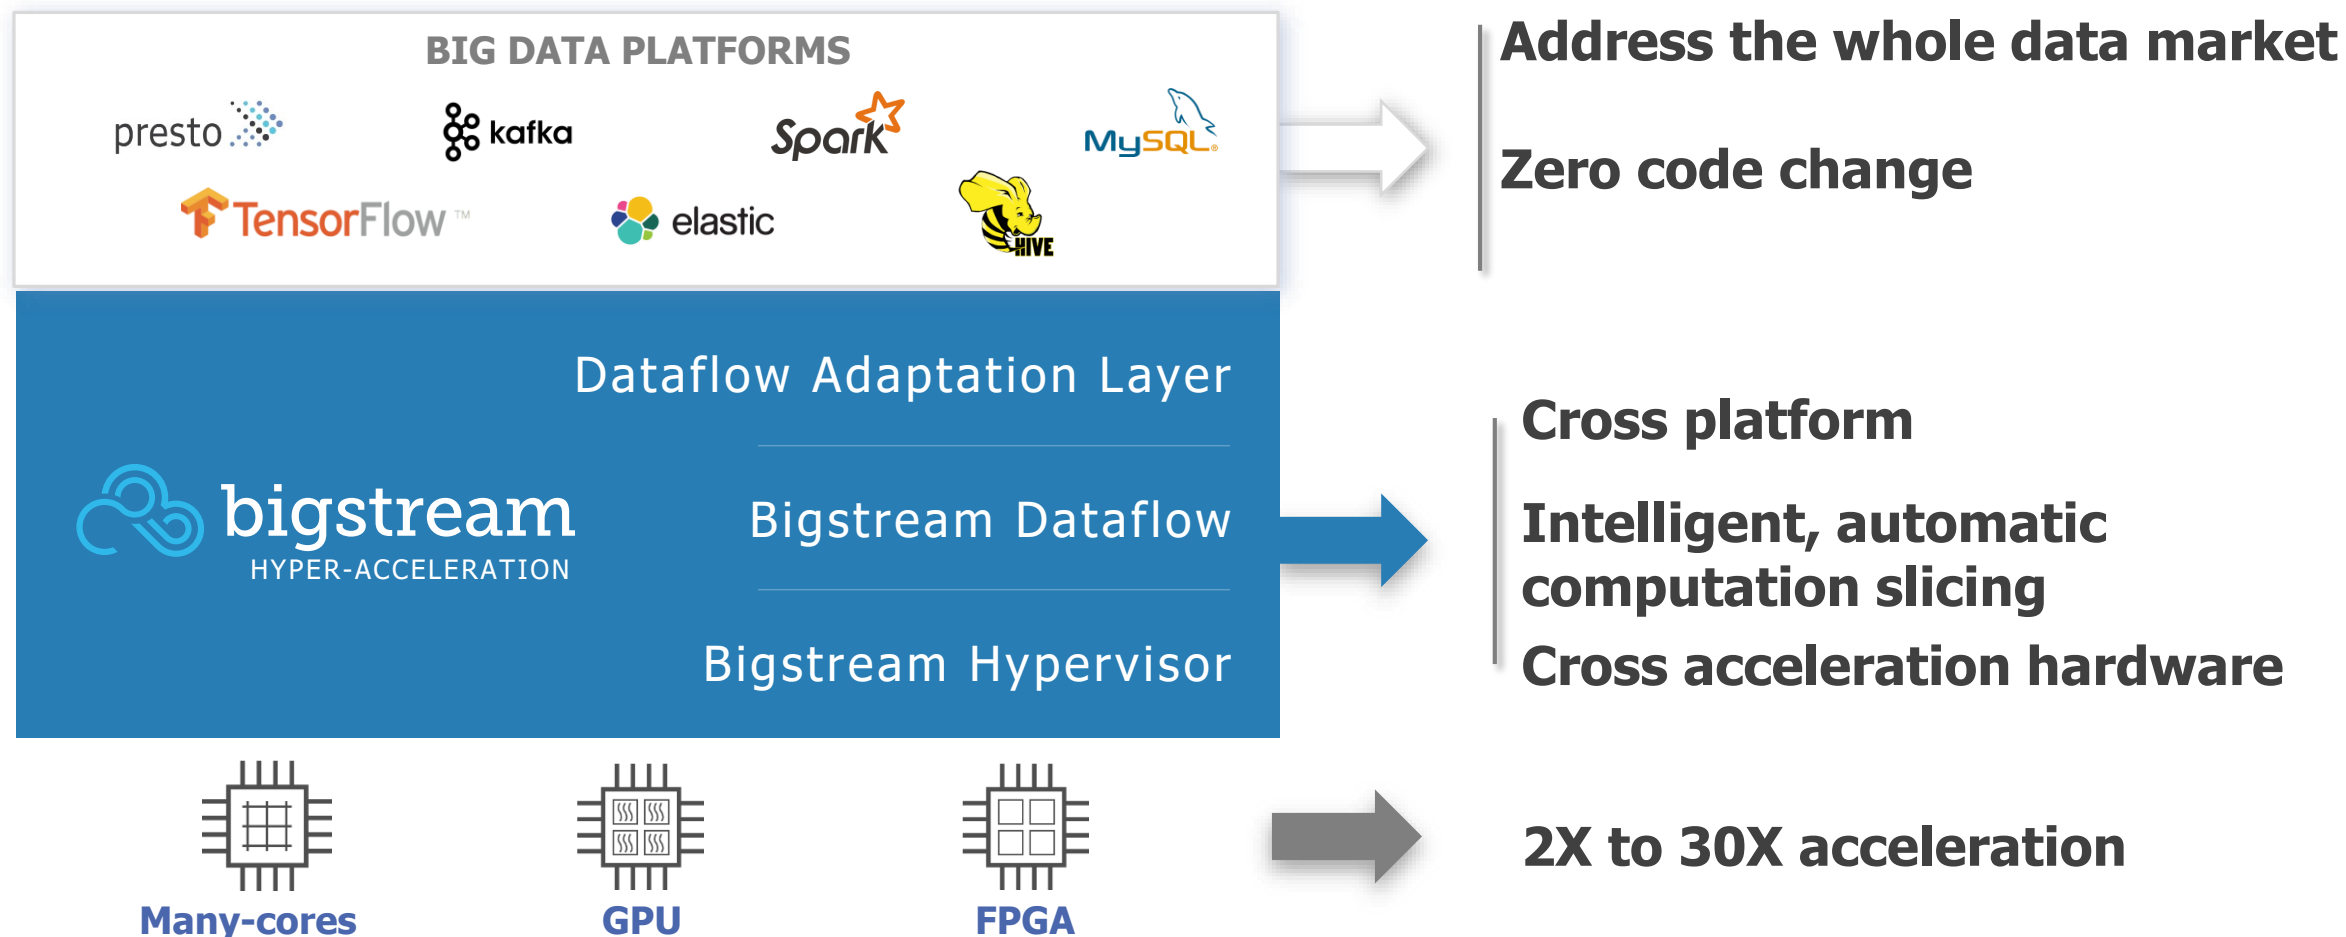 BIG DATA PLATFORMS
presto
kafka
Spark
MySQL®
TensorFlow™
elastic
HIVE
Address the whole data market
Zero code change
Dataflow Adaptation Layer
bigstream
HYPER-ACCELERATION
Bigstream Dataflow
Bigstream Hypervisor
Cross platform
Intelligent, automatic
computation slicing
Cross acceleration hardware
Many-cores
GPU
FPGA
2X to 30X acceleration